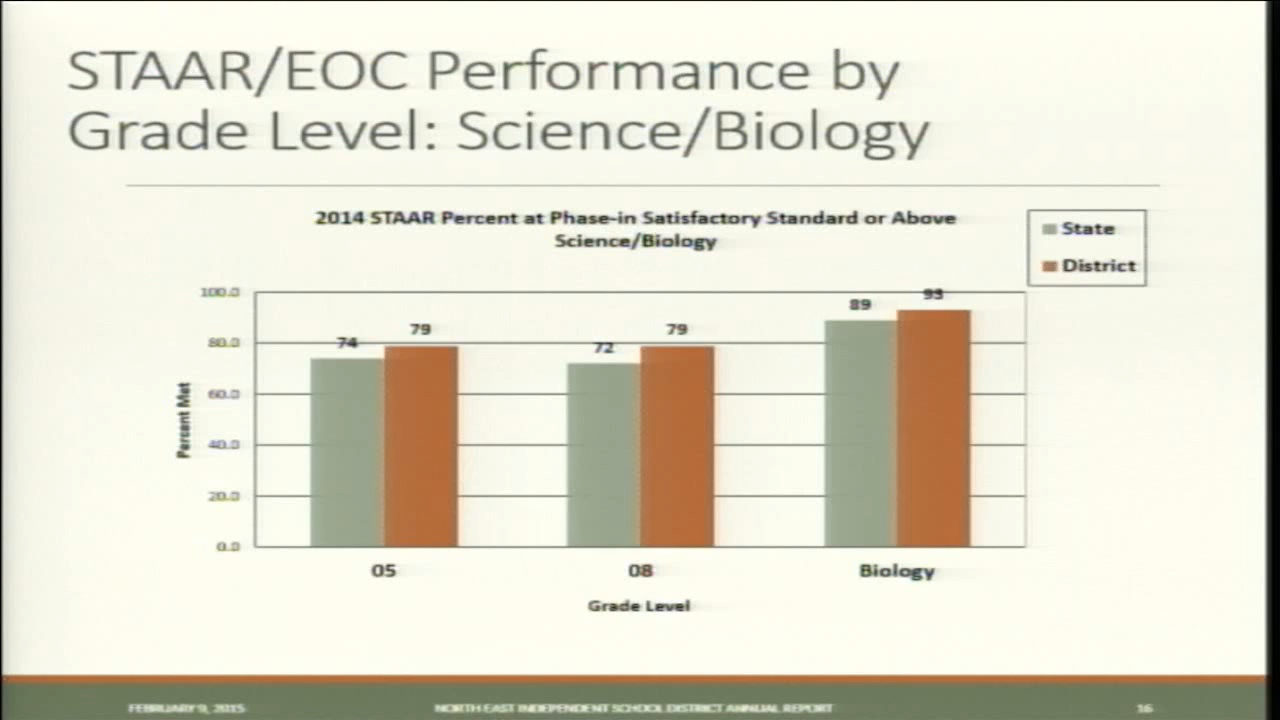 STAAR/EOC Performance by
Grade Level: Science/Biology
2014 STAAR Percent at Phase-in Satisfactory Standard or Above
Science/Biology
State
District
100.0
80.0
60.0
40.0
20.0
0.0
Percent Met
74
79
72
79
89
93
05
08
Biology
Grade Level
FEBRUARY 9, 2015
NORTH EAST INDEPENDENT SCHOOL DISTRICT ANNUAL REPORT
16